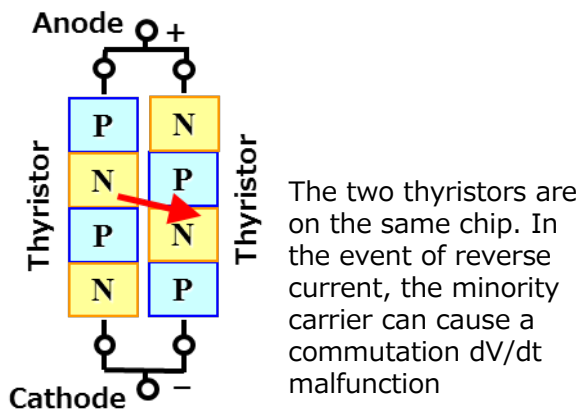 Anode +
P N
N P
P N
N P
Thyristor
Thyristor
Cathode −
The two thyristors are
on the same chip. In
the event of reverse
current, the minority
carrier can cause a
commutation dV/dt
malfunction